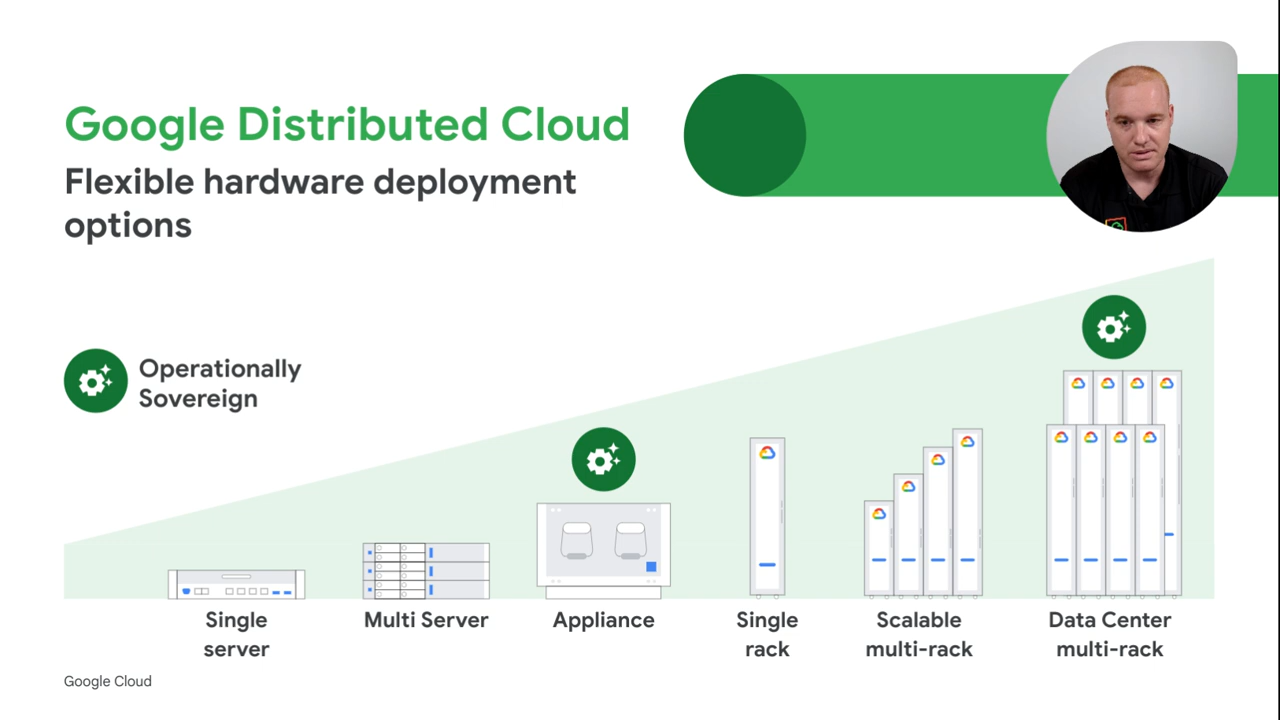 Google Distributed Cloud
Flexible hardware deployment
options
Operationally
Sovereign
Single
server
Multi Server
Appliance
Single
rack
Scalable
multi-rack
Data Center
multi-rack
Google Cloud